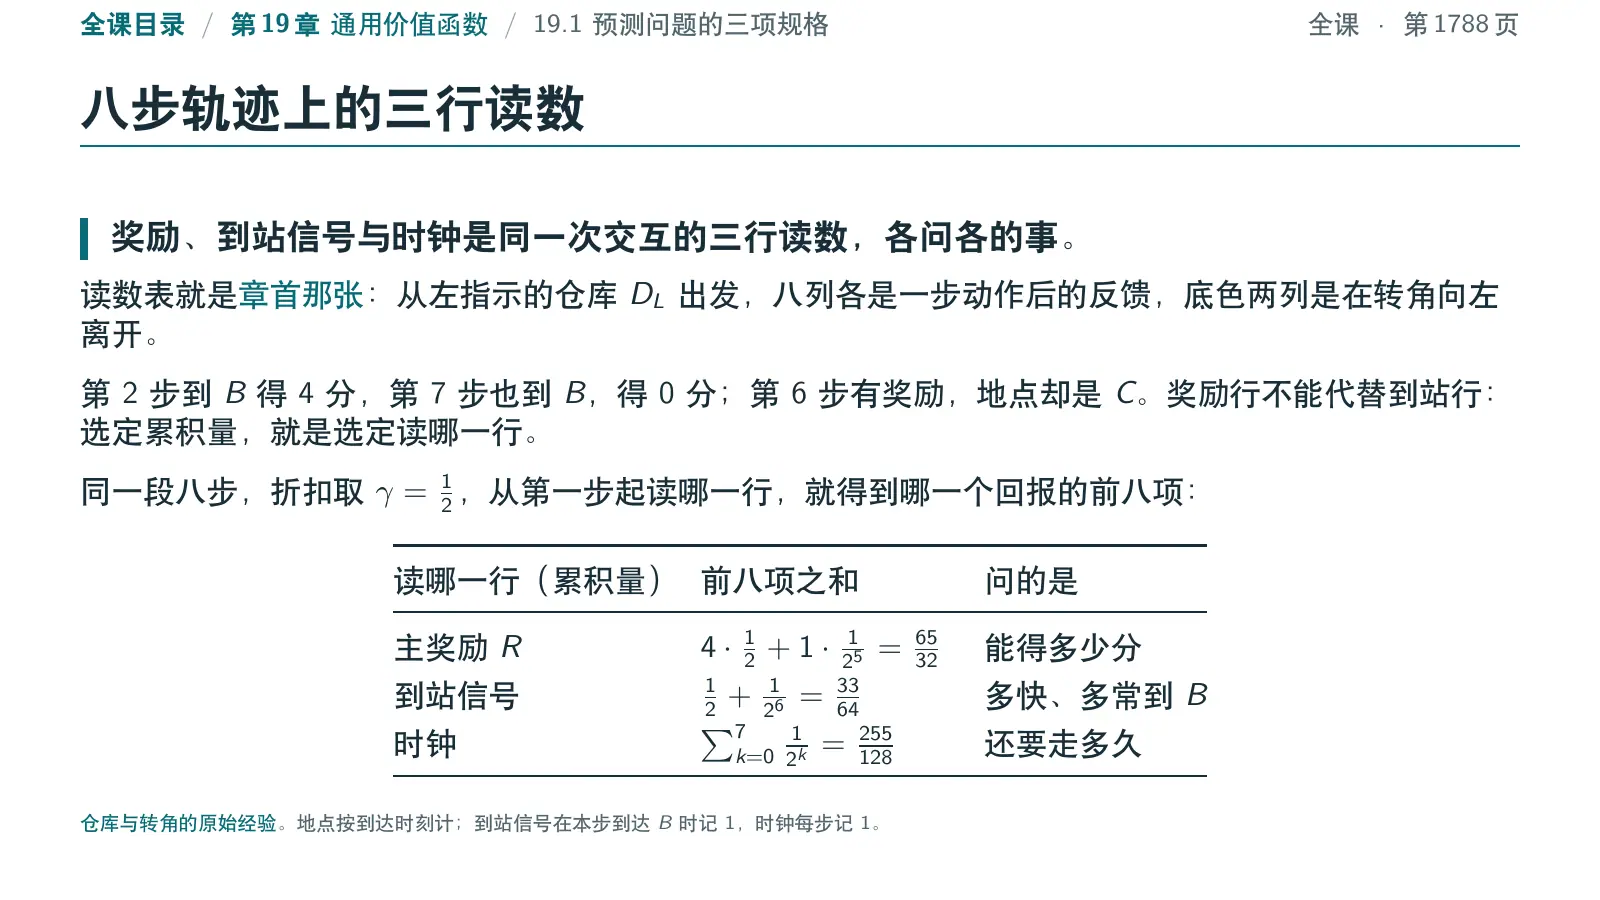 全课目录 / 第 19 章 通用价值函数 / 19.1 预测问题的三项规格
全课 · 第 1788 页
八步轨迹上的三行读数
奖励、到站信号与时钟是同一次交互的三行读数，各问各的事。
读数表就是章首那张：从左指示的仓库 D_L 出发，八列各是一步动作后的反馈，底色两列是在转角向左
离开。
第 2 步到 B 得 4 分，第 7 步也到 B，得 0 分；第 6 步有奖励，地点却是 C。奖励行不能代替到站行：
选定累积量，就是选定读哪一行。
同一段八步，折扣取 γ = 1/2，从第一步起读哪一行，就得到哪一个回报的前八项：
读哪一行（累积量） 前八项之和 问的是
主奖励 R 4 · 1/2 + 1 · 1/2^5 = 65/32 能得多少分
到站信号 1/2 + 1/2^6 = 33/64 多快、多常到 B
时钟 ∑_{k=0}^{7} 1/2^k = 255/128 还要走多久
仓库与转角的原始经验。地点按到达时刻计；到站信号在本步到达 B 时记 1，时钟每步记 1。